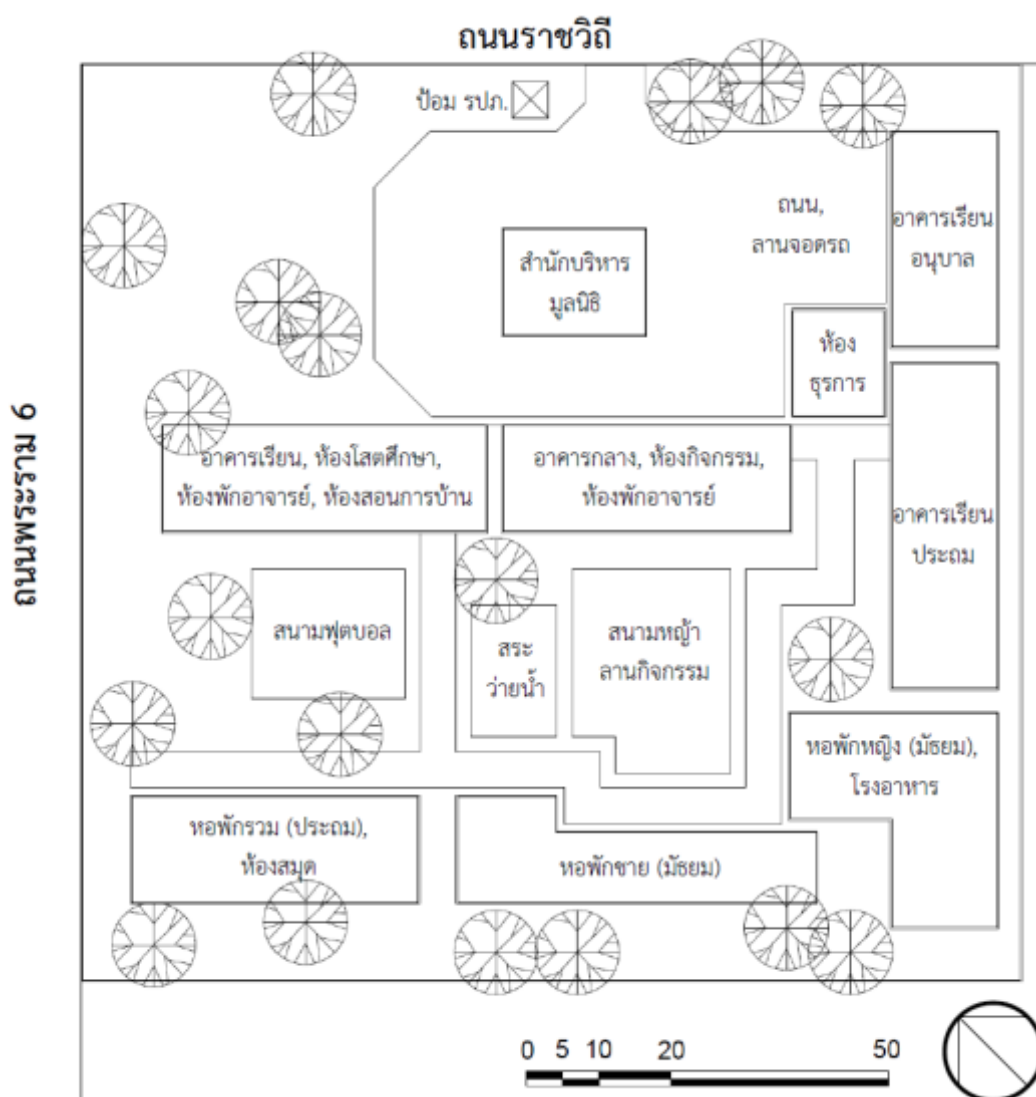 ถนนราชวิถี
ป้อม รปภ.
ถนน,
ลานจอดรถ
อาคารเรียน
อนุบาล
สำนักบริหาร
มูลนิธิ
ห้อง
ธุรการ
ถนนพระราม 6
อาคารเรียน, ห้องโสตศึกษา,
ห้องพักอาจารย์, ห้องสอนการบ้าน
อาคารกลาง, ห้องกิจกรรม,
ห้องพักอาจารย์
อาคารเรียน
ประถม
สนามฟุตบอล
สระ
ว่ายน้ำ
สนามหญ้า
ลานกิจกรรม
หอพักหญิง (มัธยม),
โรงอาหาร
หอพักรวม (ประถม),
ห้องสมุด
หอพักชาย (มัธยม)
0 5 10 20 50